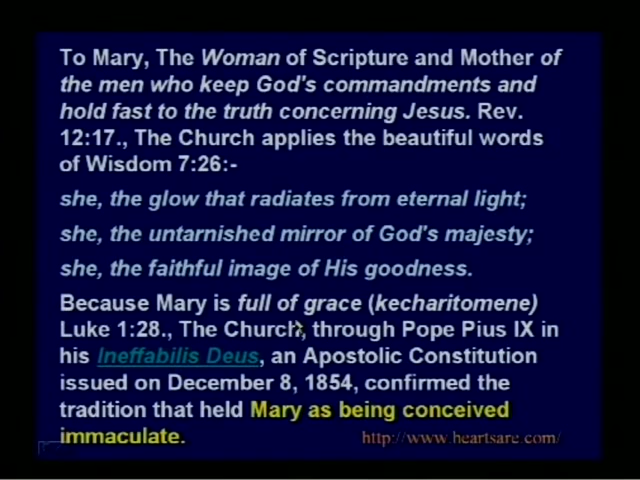 To Mary, The Woman of Scripture and Mother of
the men who keep God's commandments and
hold fast to the truth concerning Jesus. Rev.
12:17., The Church applies the beautiful words
of Wisdom 7:26:-
she, the glow that radiates from eternal light;
she, the untarnished mirror of God's majesty;
she, the faithful image of His goodness.
Because Mary is full of grace (kecharitomene)
Luke 1:28., The Church, through Pope Pius IX in
his Ineffabilis Deus, an Apostolic Constitution
issued on December 8, 1854, confirmed the
tradition that held Mary as being conceived
immaculate. http://www.heartsare.com/